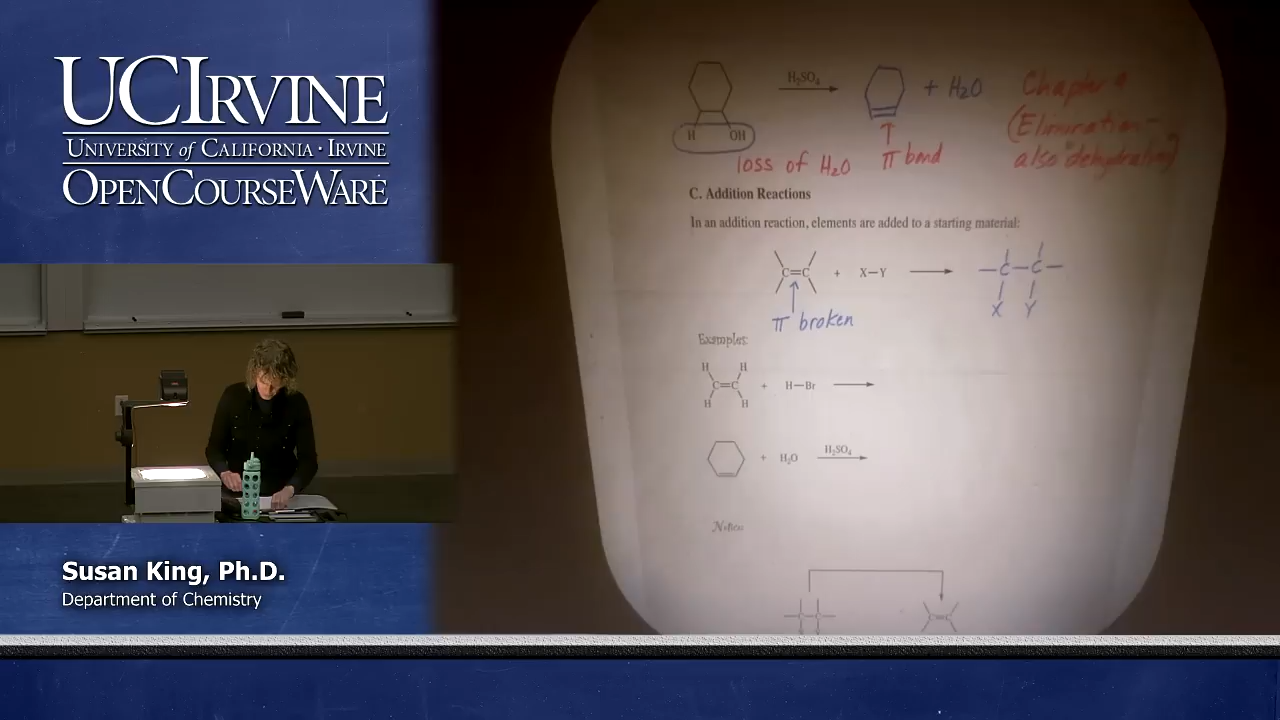 UCIRVINE
UNIVERSITY of CALIFORNIA · IRVINE
OPENCOURSEWARE
Susan King, Ph.D.
Department of Chemistry
H₂SO₄
+ H₂O
H OH
loss of H₂O
π bond
Chapter 9
(Elimination -
also "dehydration")
C. Addition Reactions
In an addition reaction, elements are added to a starting material:
C=C + X–Y
–C–C–
X Y
π broken
Examples:
H H
C=C + H–Br
H H
+ H₂O H₂SO₄
Notice
C–C C=C